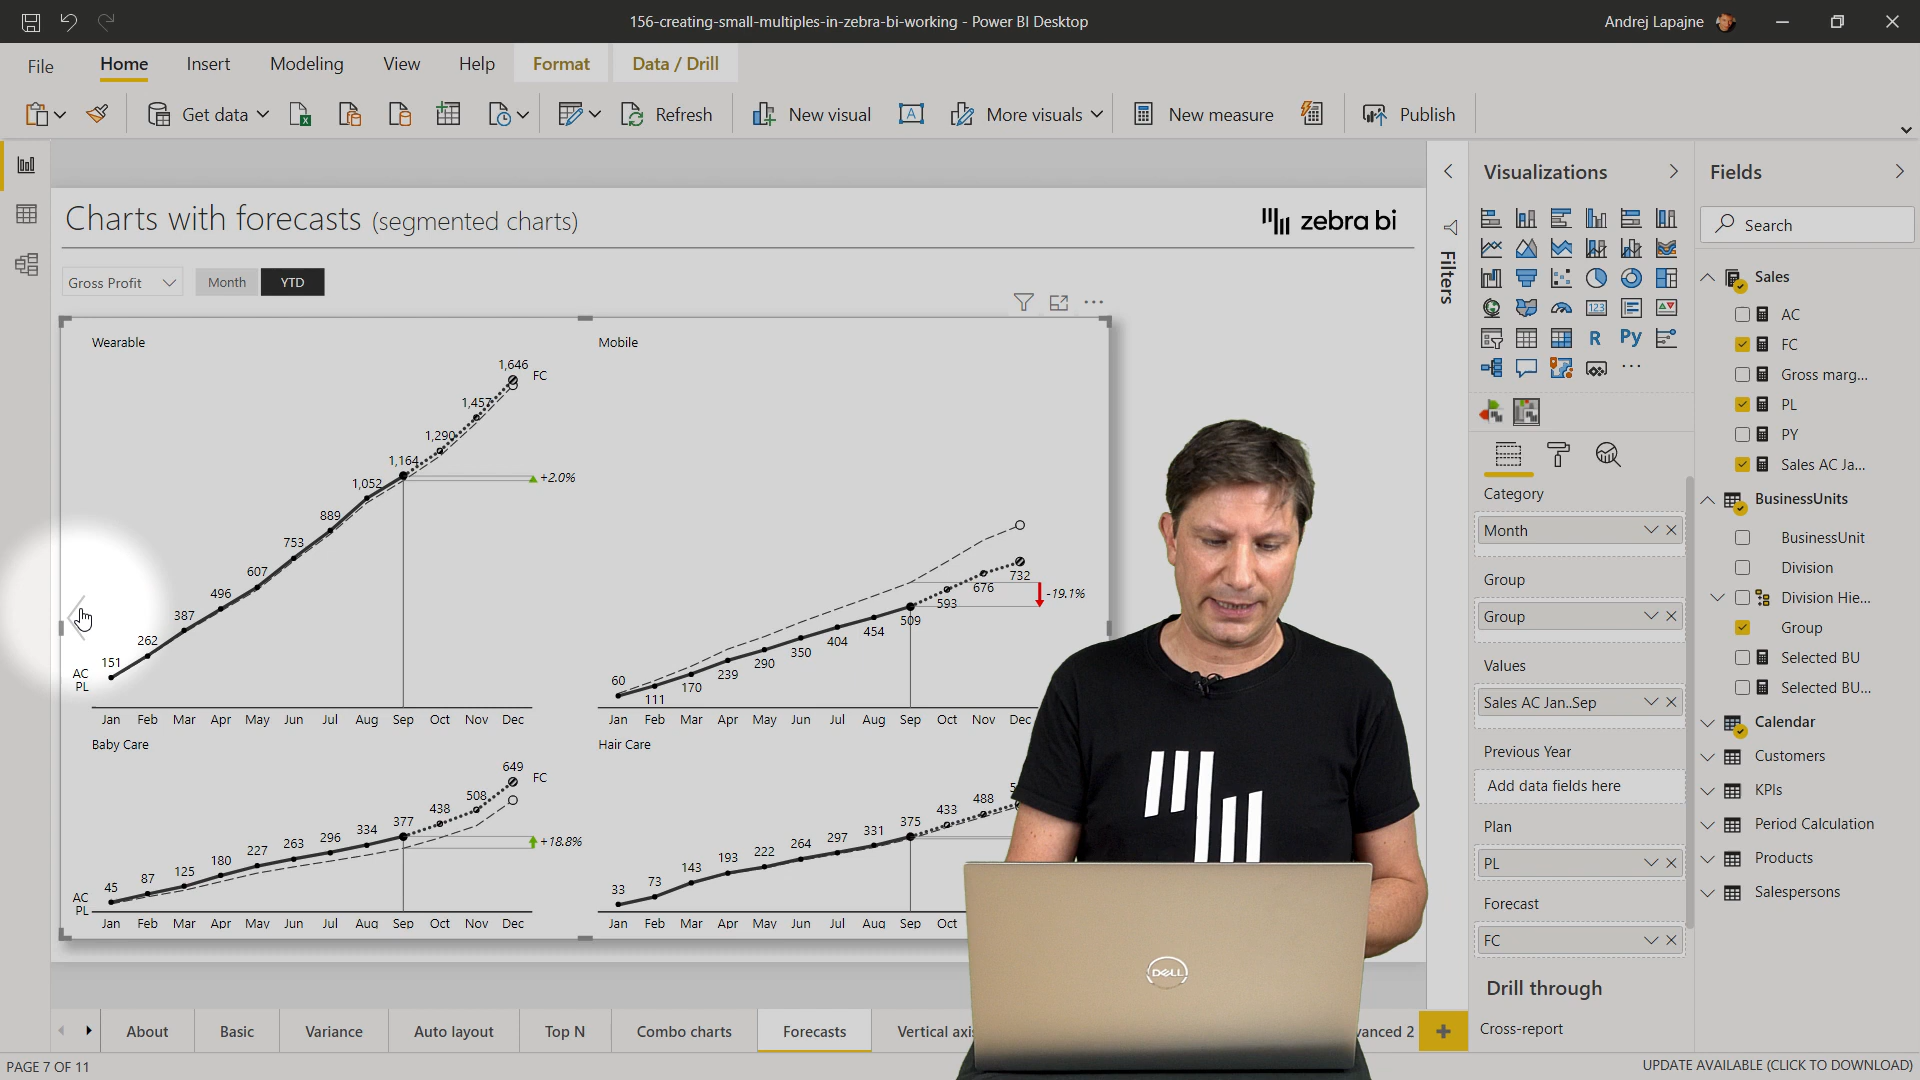 156-creating-small-multiples-in-zebra-bi-working - Power BI Desktop
Andrej Lapajne
File
Home
Insert
Modeling
View
Help
Format
Data / Drill
Get data
Refresh
New visual
More visuals
New measure
Publish
Charts with forecasts (segmented charts)
zebra bi
Gross Profit
Month
YTD
Wearable
1,646
FC
1,457
1,290
1,164
+2.0%
1,052
889
753
607
496
387
262
151
AC
PL
Jan Feb Mar Apr May Jun Jul Aug Sep Oct Nov Dec
Mobile
60
111
170
239
290
350
404
454
509
593
676
732
-19.1%
Jan Feb Mar Apr May Jun Jul Aug Sep Oct Nov Dec
Baby Care
649
FC
508
438
377
334
296
263
227
180
125
87
45
+18.8%
AC
PL
Jan Feb Mar Apr May Jun Jul Aug Sep Oct Nov Dec
Hair Care
33
73
143
193
222
264
297
331
375
433
488
Jan Feb Mar Apr May Jun Jul Aug Sep Oct
DELL
Filters
Visualizations
123
R
Py
Category
Month
Group
Group
Values
Sales AC Jan..Sep
Previous Year
Add data fields here
Plan
PL
Forecast
FC
Drill through
Cross-report
Fields
Search
Sales
AC
FC
Gross marg...
PL
PY
Sales AC Ja...
BusinessUnits
BusinessUnit
Division
Division Hie...
Group
Selected BU
Selected BU...
Calendar
Customers
KPIs
Period Calculation
Products
Salespersons
About
Basic
Variance
Auto layout
Top N
Combo charts
Forecasts
Vertical axi
vanced 2
+
PAGE 7 OF 11
UPDATE AVAILABLE (CLICK TO DOWNLOAD)